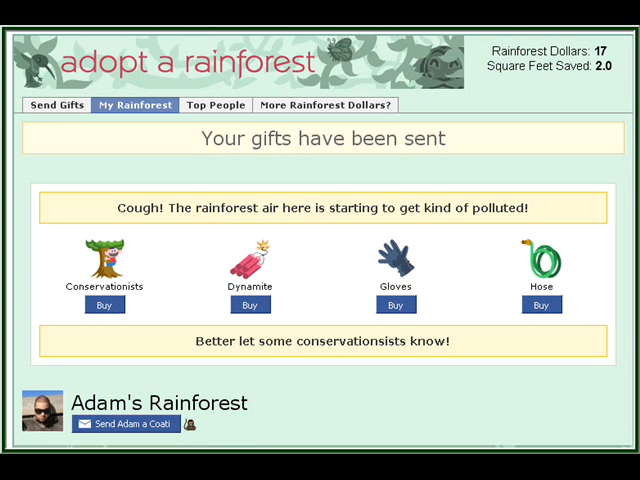 adopt a rainforest
Rainforest Dollars: 17
Square Feet Saved: 2.0
Send Gifts My Rainforest Top People More Rainforest Dollars?
Your gifts have been sent
Cough! The rainforest air here is starting to get kind of polluted!
Conservationists Dynamite Gloves Hose
Buy Buy Buy Buy
Better let some conservationsists know!
Adam's Rainforest
Send Adam a Coati